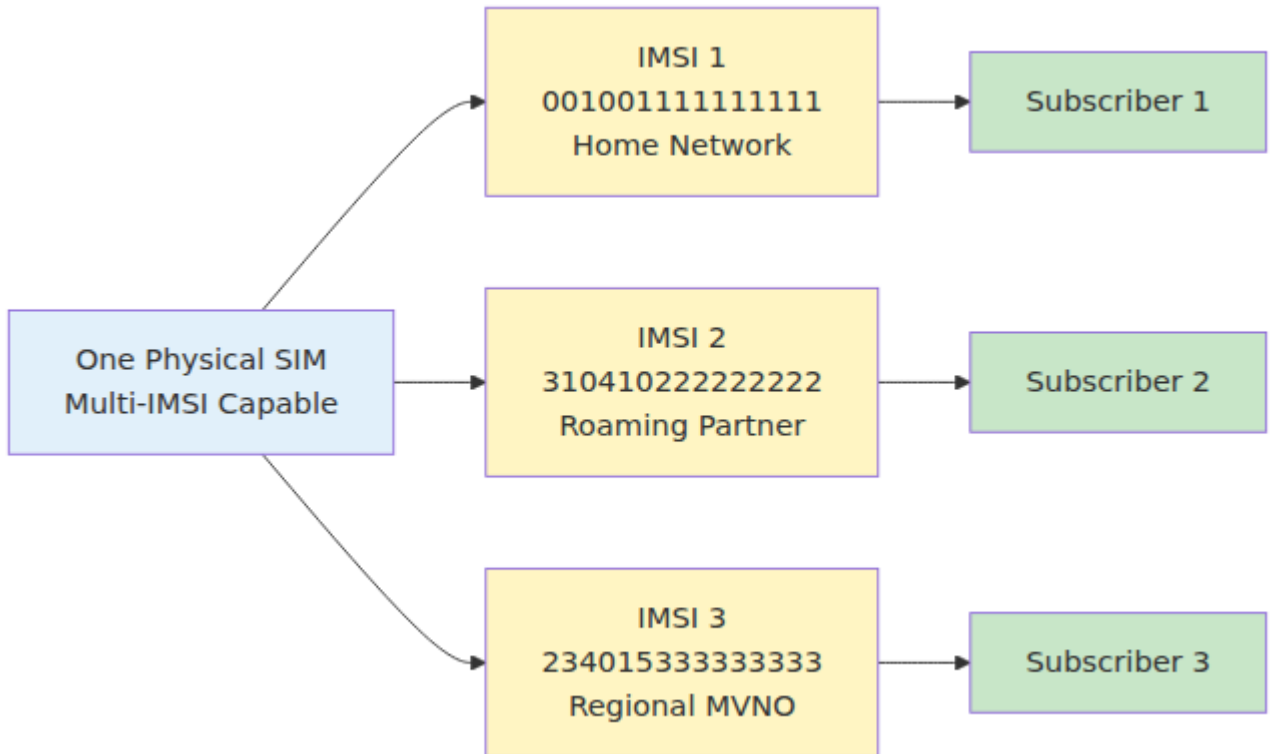 One Physical SIM
Multi-IMSI Capable
IMSI 1
001001111111111
Home Network
Subscriber 1
IMSI 2
310410222222222
Roaming Partner
Subscriber 2
IMSI 3
234015333333333
Regional MVNO
Subscriber 3